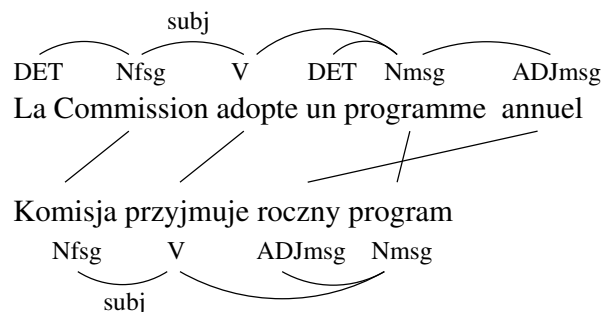 subj
DET Nfsg V DET Nmsg ADJmsg
La Commission adopte un programme annuel
Komisja przyjmuje roczny program
Nfsg V ADJmsg Nmsg
subj